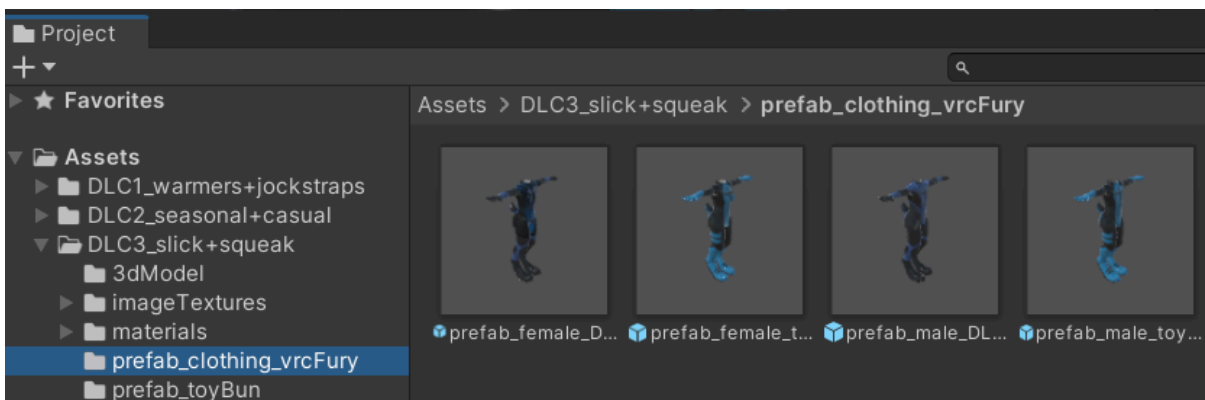 Project
Favorites
Assets
DLC1_warmers+jockstraps
DLC2_seasonal+casual
DLC3_slick+squeak
3dModel
imageTextures
materials
prefab_clothing_vrcFury
prefab_toyBun
Assets > DLC3_slick+squeak > prefab_clothing_vrcFury
prefab_female_D... prefab_female_t... prefab_male_DL... prefab_male_toy...